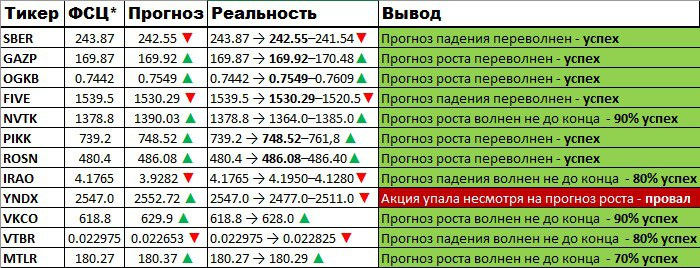 Тикер ФСЦ* Прогноз Реальность Вывод
SBER 243.87 242.55 ▼ 243.87 → 242.55–241.54 ▼ Прогноз падения переволнен - успех
GAZP 169.87 169.92 ▲ 169.87 → 169.92–170.48 ▲ Прогноз роста переволнен - успех
OGKB 0.7442 0.7549 ▲ 0.7442 → 0.7549–0.7609 ▲ Прогноз роста переволнен - успех
FIVE 1539.5 1530.29 ▼ 1539.5 → 1530.29–1520.5 ▼ Прогноз падения переволнен - успех
NVTK 1378.8 1390.03 ▲ 1378.8 → 1364.0–1385.0 ▲ Прогноз роста волнен не до конца - 90% успех
PIKK 739.2 748.52 ▲ 739.2 → 748.52–761,8 ▲ Прогноз роста переволнен - успех
ROSN 480.4 486.08 ▲ 480.4 → 486.08–486.40 ▲ Прогноз роста переволнен - успех
IRAO 4.1765 3.9282 ▼ 4.1765 → 4.1950–4.1280 ▼ Прогноз падения волнен не до конца - 80% успех
YNDX 2547.0 2552.72 ▲ 2547.0 → 2477.0–2511.0 ▼ Акция упала несмотря на прогноз роста - провал
VKCO 618.8 629.9 ▲ 618.8 → 628.0 ▲ Прогноз роста волнен не до конца - 90% успех
VTBR 0.022975 0.022653 ▼ 0.022975 → 0.022825 ▼ Прогноз падения волнен не до конца - 80% успех
MTLR 180.27 180.37 ▲ 180.27 → 180.29 ▲ Прогноз роста волнен не до конца - 70% успех